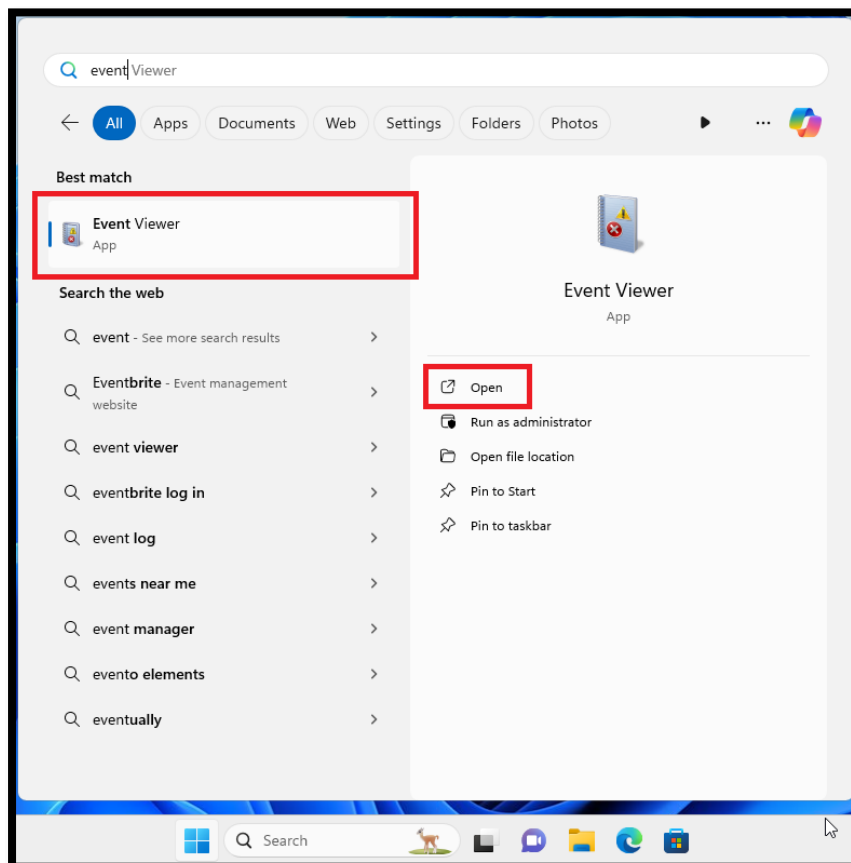 event Viewer
All Apps Documents Web Settings Folders Photos ...
Best match
Event Viewer
App
Search the web
event - See more search results
Eventbrite - Event management
website
event viewer
eventbrite log in
event log
events near me
event manager
evento elements
eventually
Event Viewer
App
Open
Run as administrator
Open file location
Pin to Start
Pin to taskbar
Search